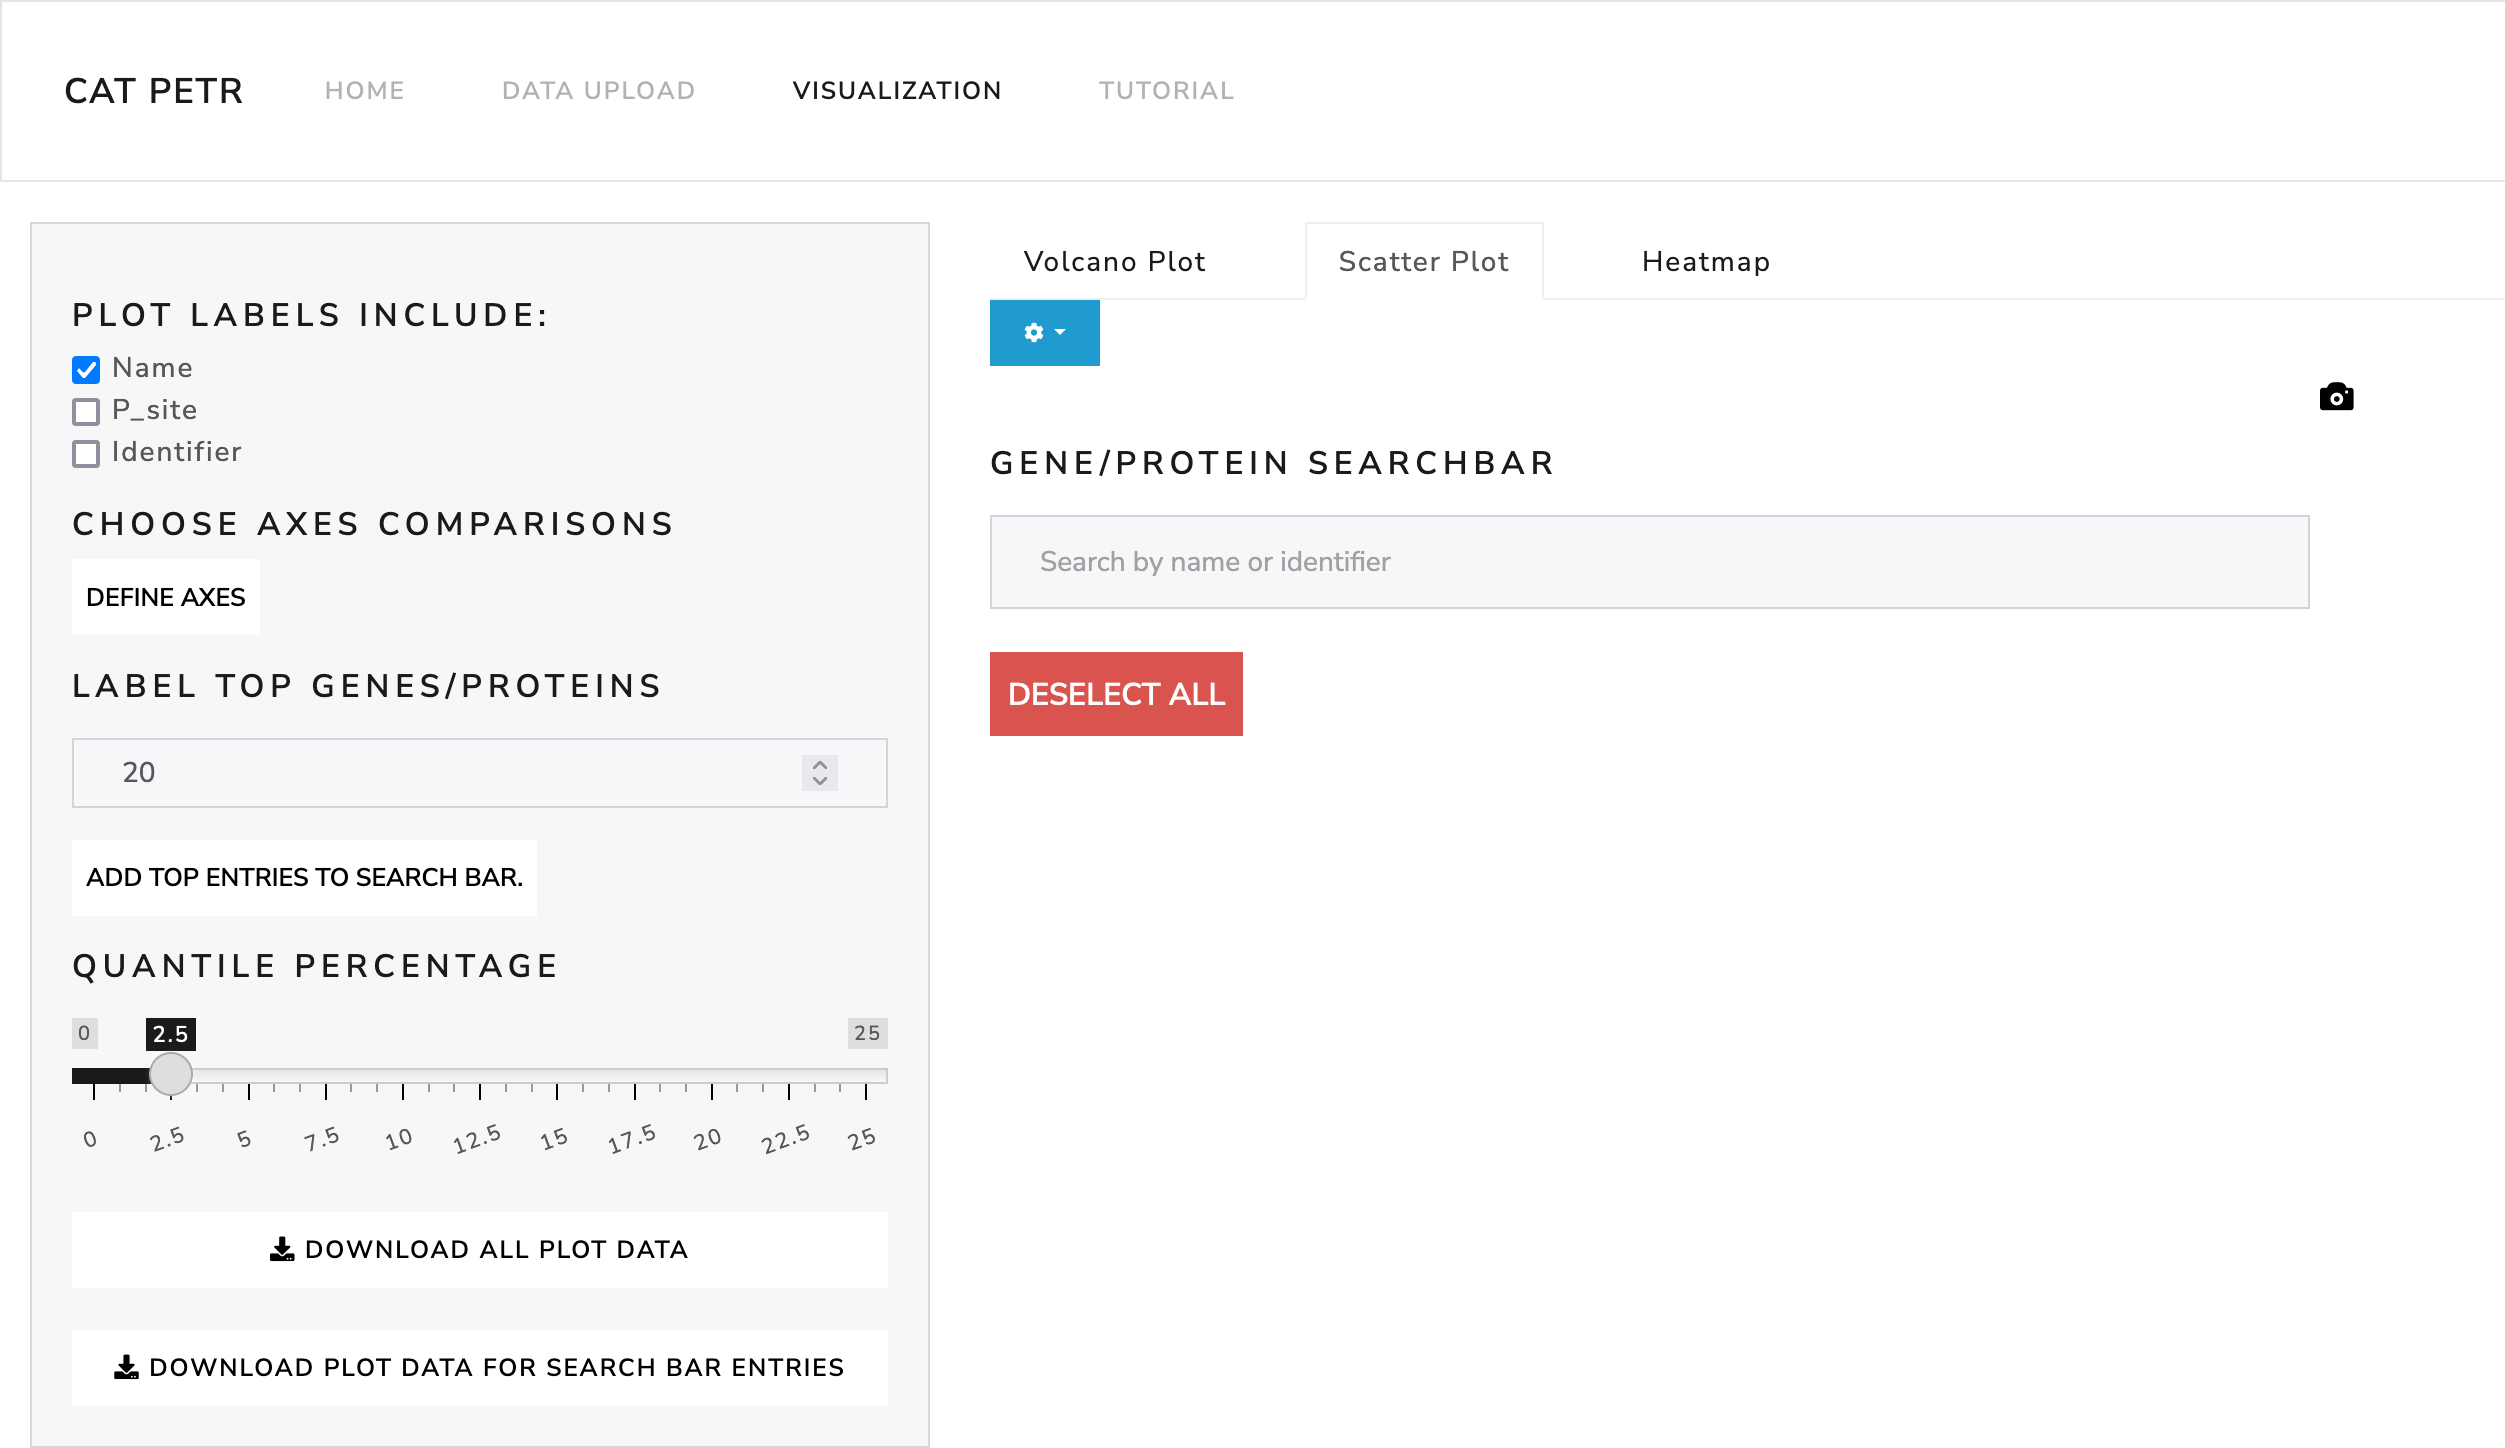 CAT PETR HOME DATA UPLOAD VISUALIZATION TUTORIAL
PLOT LABELS INCLUDE:
Name
P_site
Identifier
CHOOSE AXES COMPARISONS
DEFINE AXES
LABEL TOP GENES/PROTEINS
20
ADD TOP ENTRIES TO SEARCH BAR.
QUANTILE PERCENTAGE
0 2.5 25
0 2.5 5 7.5 10 12.5 15 17.5 20 22.5 25
DOWNLOAD ALL PLOT DATA
DOWNLOAD PLOT DATA FOR SEARCH BAR ENTRIES
Volcano Plot Scatter Plot Heatmap
GENE/PROTEIN SEARCHBAR
Search by name or identifier
DESELECT ALL